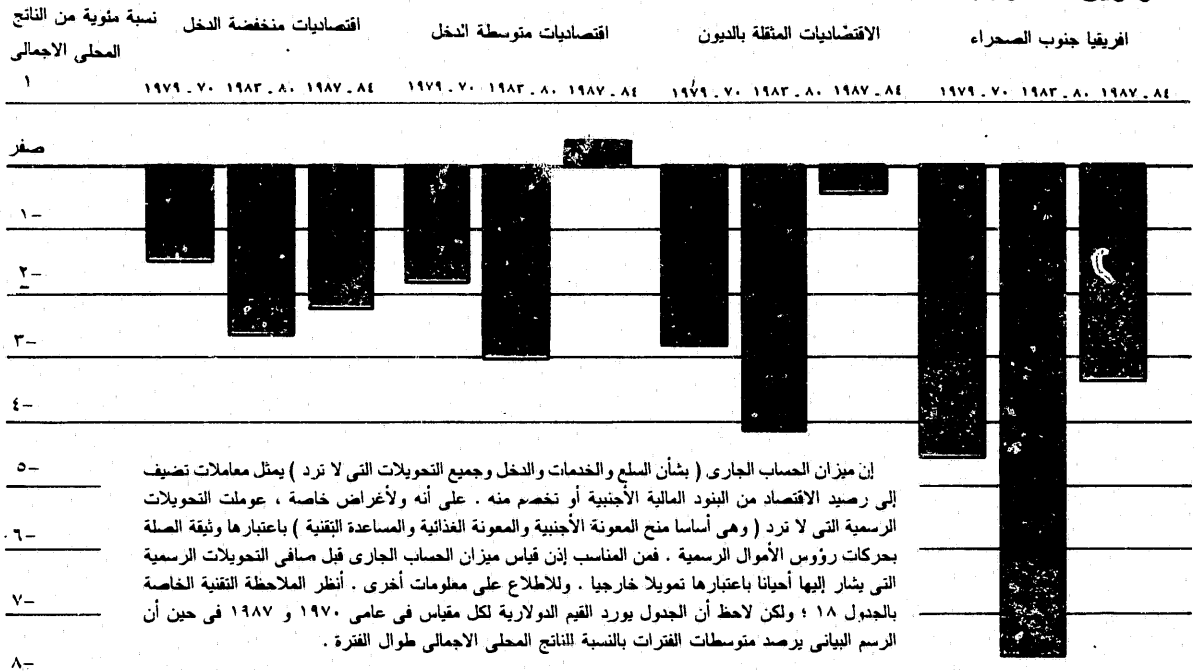 نسبة مئوية من الناتج
المحلى الاجمالى
اقتصاديات منخفضة الدخل
اقتصاديات متوسطة الدخل
الاقتصاديات المثقلة بالديون
افريقيا جنوب الصحراء
١٩٧٩ ـ ٧٠ ١٩٨٣ ـ ٨٠ ١٩٨٧ ـ ٨٤
١٩٧٩ ـ ٧٠ ١٩٨٣ ـ ٨٠ ١٩٨٧ ـ ٨٤
١٩٧٩ ـ ٧٠ ١٩٨٣ ـ ٨٠ ١٩٨٧ ـ ٨٤
١٩٧٩ ـ ٧٠ ١٩٨٣ ـ ٨٠ ١٩٨٧ ـ ٨٤
١
صفر
١–
٢–
٣–
٤–
٥–
٦–
٧–
٨–
إن ميزان الحساب الجارى ( بشأن السلع والخدمات والدخل وجميع التحويلات التى لا ترد ) يمثل معاملات تضيف
إلى رصيد الاقتصاد من البنود المالية الأجنبية أو تخصم منه . على أنه ولأغراض خاصة ، عوملت التحويلات
الرسمية التى لا ترد ( وهى أساسا منح المعونة الأجنبية والمعونة الغذائية والمساعدة التقنية ) باعتبارها وثيقة الصلة
بحركات رؤوس الأموال الرسمية . فمن المناسب إذن قياس ميزان الحساب الجارى قبل صافى التحويلات الرسمية
التى يشار إليها أحيانا باعتبارها تمويلا خارجيا . وللاطلاع على معلومات أخرى . أنظر الملاحظة التقنية الخاصة
بالجدول ١٨ ؛ ولكن لاحظ أن الجدول يورد القيم الدولارية لكل مقياس فى عامى ١٩٧٠ و ١٩٨٧ فى حين أن
الرسم البيانى يرصد متوسطات الفترات بالنسبة للناتج المحلى الاجمالى طوال الفترة .